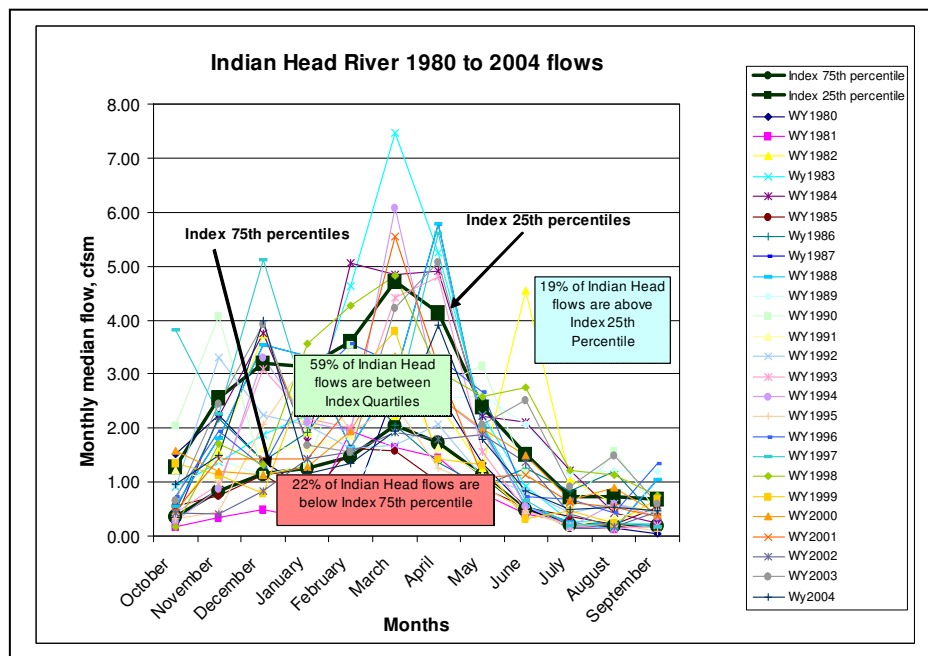 Indian Head River 1980 to 2004 flows
Monthly median flow, cfsm
8.00
7.00
6.00
5.00
4.00
3.00
2.00
1.00
0.00
Index 75th percentiles
Index 25th percentiles
19% of Indian Head
flows are above
Index 25th
Percentile
59% of Indian Head
flows are between
Index Quartiles
22% of Indian Head flows are
below Index 75th percentile
October
November
December
January
February
March
April
May
June
July
August
September
Months
Index 75th percentile
Index 25th percentile
WY1980
WY1981
WY1982
Wy1983
WY1984
WY1985
Wy1986
Wy1987
WY1988
WY1989
WY1990
WY1991
WY1992
WY1993
WY1994
WY1995
WY1996
WY1997
WY1998
WY1999
WY2000
WY2001
WY2002
WY2003
Wy2004